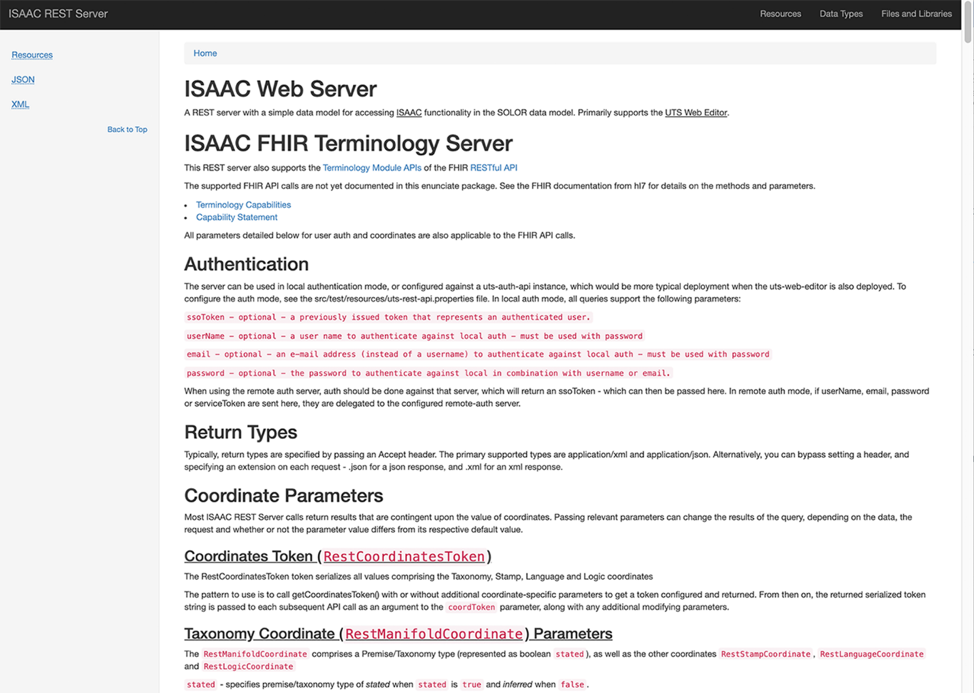 ISAAC REST Server
Resources Data Types Files and Libraries
Resources
JSON
XML
Back to Top
Home
ISAAC Web Server
A REST server with a simple data model for accessing ISAAC functionality in the SOLOR data model. Primarily supports the UTS Web Editor.
ISAAC FHIR Terminology Server
This REST server also supports the Terminology Module APIs of the FHIR RESTful API
The supported FHIR API calls are not yet documented in this enunciate package. See the FHIR documentation from hl7 for details on the methods and parameters.
• Terminology Capabilities
• Capability Statement
All parameters detailed below for user auth and coordinates are also applicable to the FHIR API calls.
Authentication
The server can be used in local authentication mode, or configured against a uts-auth-api instance, which would be more typical deployment when the uts-web-editor is also deployed. To
configure the auth mode, see the src/test/resources/uts-rest-api.properties file. In local auth mode, all queries support the following parameters:
ssoToken - optional - a previously issued token that represents an authenticated user.
userName - optional - a user name to authenticate against local auth - must be used with password
email - optional - an e-mail address (instead of a username) to authenticate against local auth - must be used with password
password - optional - the password to authenticate against local in combination with username or email.
When using the remote auth server, auth should be done against that server, which will return an ssoToken - which can then be passed here. In remote auth mode, if userName, email, password
or serviceToken are sent here, they are delegated to the configured remote-auth server.
Return Types
Typically, return types are specified by passing an Accept header. The primary supported types are application/xml and application/json. Alternatively, you can bypass setting a header, and
specifying an extension on each request - .json for a json response, and .xml for an xml response.
Coordinate Parameters
Most ISAAC REST Server calls return results that are contingent upon the value of coordinates. Passing relevant parameters can change the results of the query, depending on the data, the
request and whether or not the parameter value differs from its respective default value.
Coordinates Token (RestCoordinatesToken)
The RestCoordinatesToken token serializes all values comprising the Taxonomy, Stamp, Language and Logic coordinates
The pattern to use is to call getCoordinatesToken() with or without additional coordinate-specific parameters to get a token configured and returned. From then on, the returned serialized token
string is passed to each subsequent API call as an argument to the coordToken parameter, along with any additional modifying parameters.
Taxonomy Coordinate (RestManifoldCoordinate) Parameters
The RestManifoldCoordinate comprises a Premise/Taxonomy type (represented as boolean stated), as well as the other coordinates RestStampCoordinate, RestLanguageCoordinate
and RestLogicCoordinate
stated - specifies premise/taxonomy type of stated when stated is true and inferred when false.